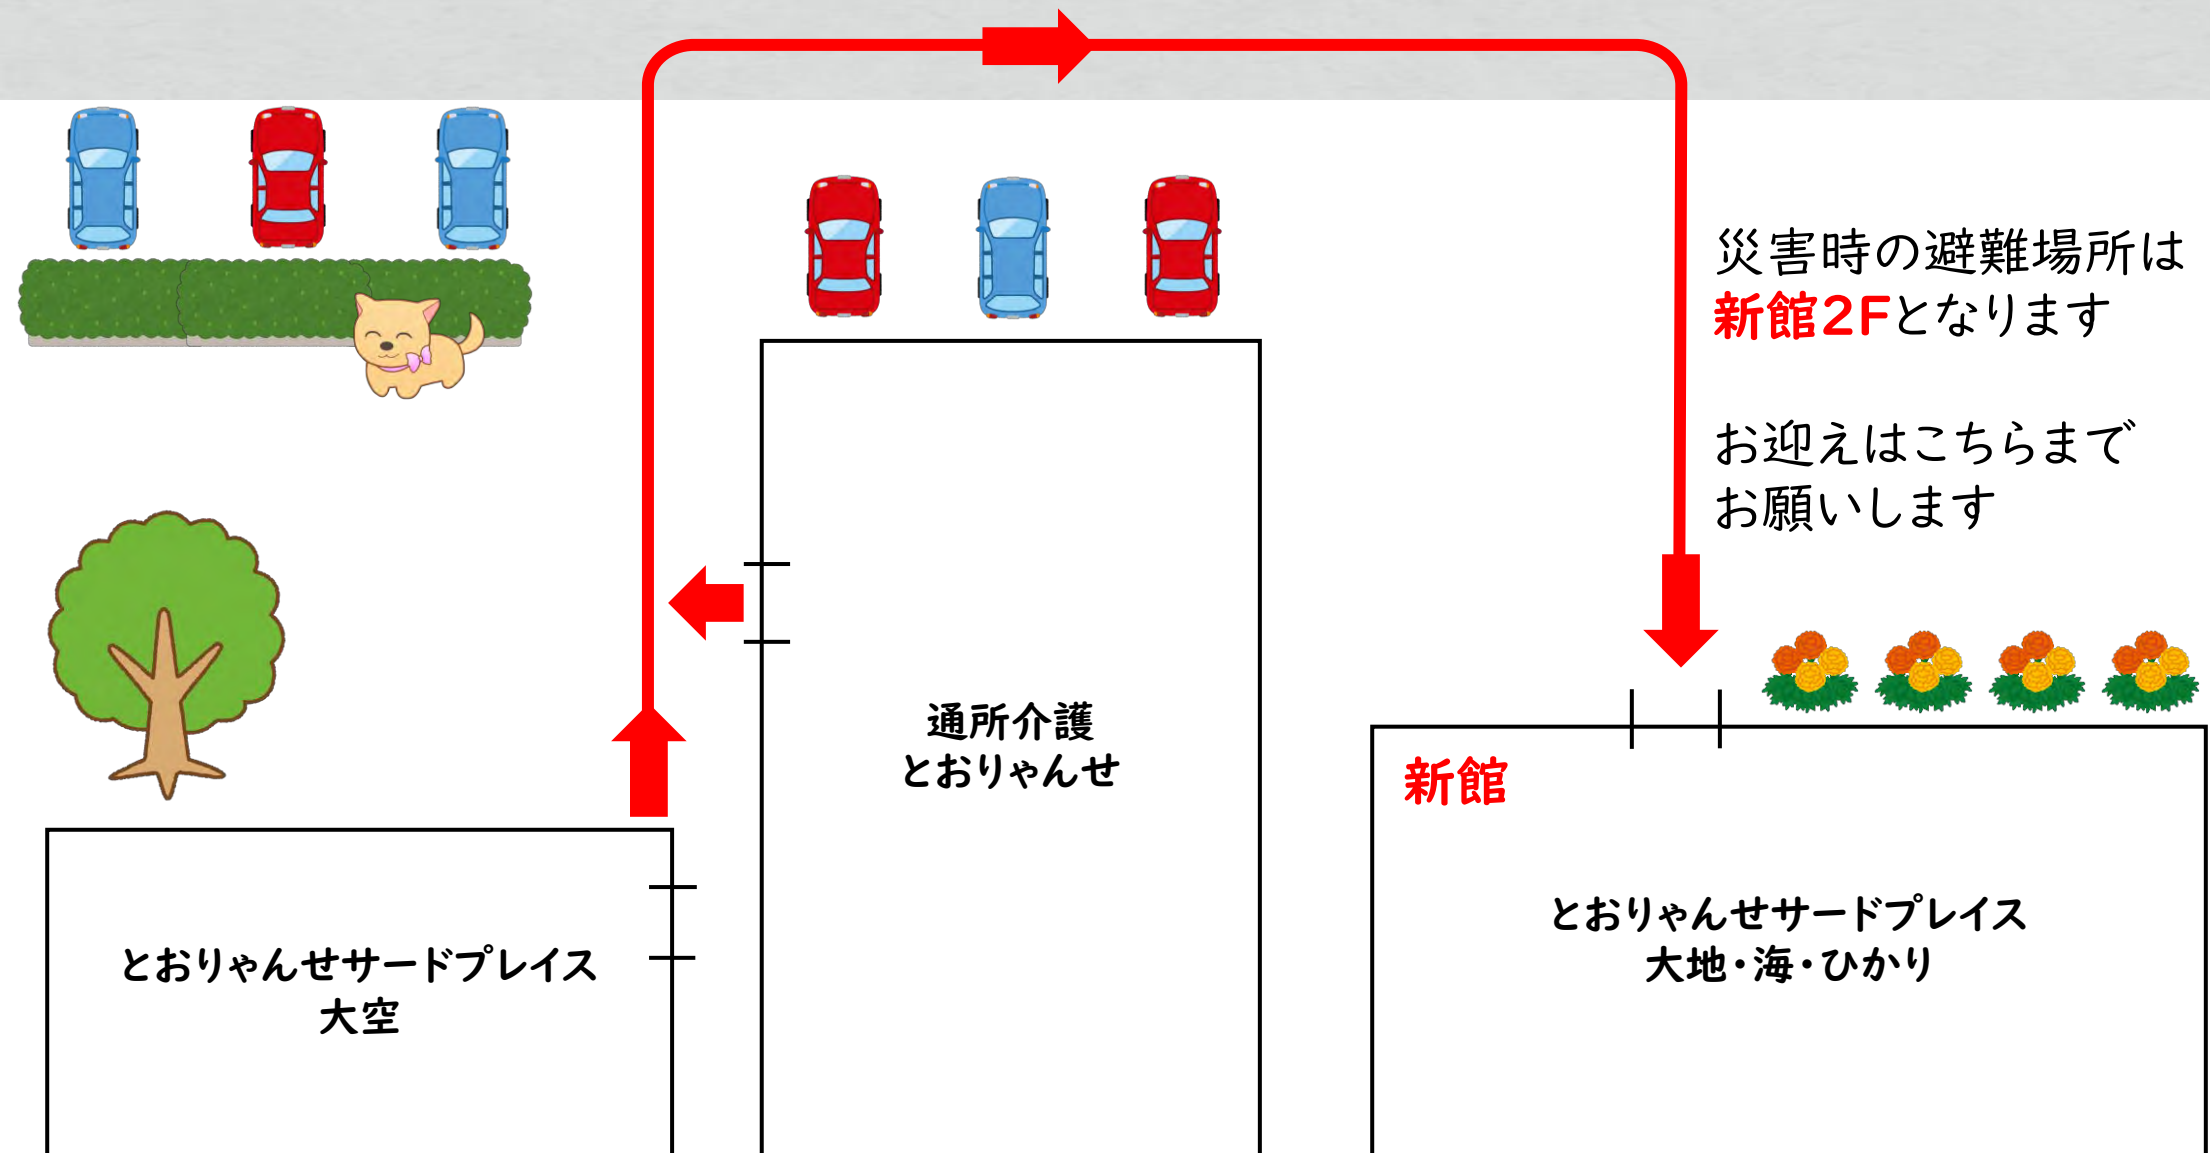 災害時の避難場所は
新館2Fとなります
お迎えはこちらまで
お願いします
通所介護
とおりゃんせ
新館
とおりゃんせサードプレイス
大地・海・ひかり
とおりゃんせサードプレイス
大空